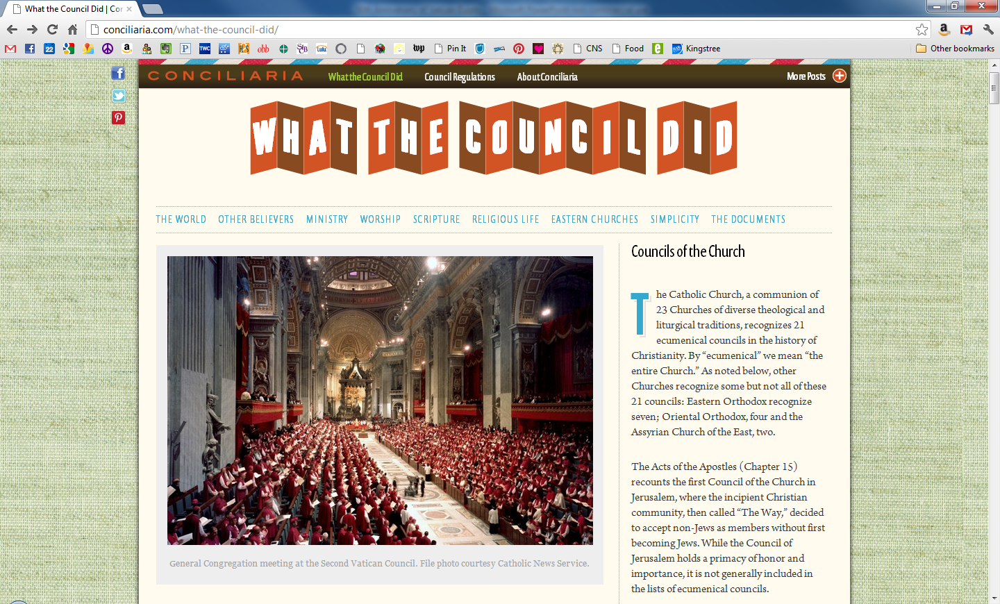 What the Council Did | Cor
conciliaria.com/what-the-council-did/
22
TWC
obb
StB
Lulu
wp
Pin It
CNS
Food
Kingstree
Other bookmarks
CONCILIARIA
What the Council Did
Council Regulations
About Conciliaria
More Posts
WHAT THE COUNCIL DID
THE WORLD OTHER BELIEVERS MINISTRY WORSHIP SCRIPTURE RELIGIOUS LIFE EASTERN CHURCHES SIMPLICITY THE DOCUMENTS
General Congregation meeting at the Second Vatican Council. File photo courtesy Catholic News Service.
Councils of the Church
The Catholic Church, a communion of
23 Churches of diverse theological and
liturgical traditions, recognizes 21
ecumenical councils in the history of
Christianity. By “ecumenical” we mean “the
entire Church.” As noted below, other
Churches recognize some but not all of these
21 councils: Eastern Orthodox recognize
seven; Oriental Orthodox, four and the
Assyrian Church of the East, two.
The Acts of the Apostles (Chapter 15)
recounts the first Council of the Church in
Jerusalem, where the incipient Christian
community, then called “The Way,” decided
to accept non-Jews as members without first
becoming Jews. While the Council of
Jerusalem holds a primacy of honor and
importance, it is not generally included in
the lists of ecumenical councils.